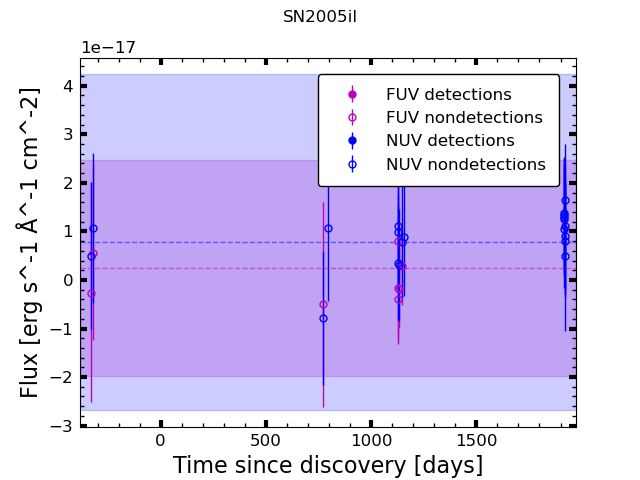 SN2005il
1e−17
FUV detections
FUV nondetections
NUV detections
NUV nondetections
4
3
2
1
0
−1
−2
−3
Flux [erg s^-1 Å^-1 cm^-2]
0 500 1000 1500
Time since discovery [days]